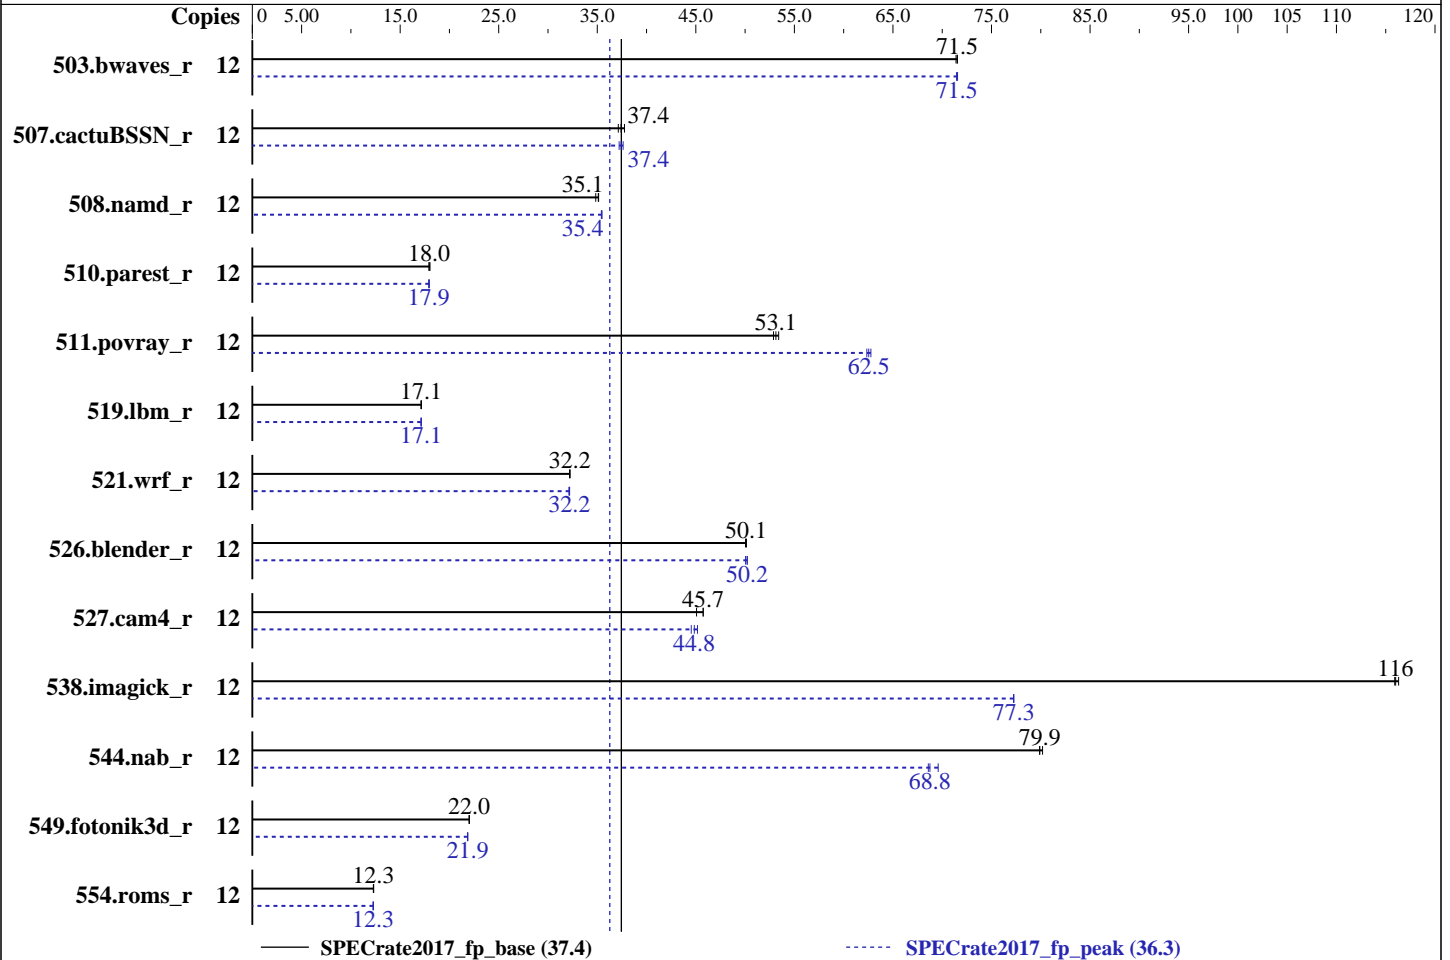 Copies 0 5.00 15.0 25.0 35.0 45.0 55.0 65.0 75.0 85.0 95.0 100 105 110 120
503.bwaves_r 12 71.5
71.5
507.cactuBSSN_r 12 37.4
37.4
508.namd_r 12 35.1
35.4
510.parest_r 12 18.0
17.9
511.povray_r 12 53.1
62.5
519.lbm_r 12 17.1
17.1
521.wrf_r 12 32.2
32.2
526.blender_r 12 50.1
50.2
527.cam4_r 12 45.7
44.8
538.imagick_r 12 116
77.3
544.nab_r 12 79.9
68.8
549.fotonik3d_r 12 22.0
21.9
554.roms_r 12 12.3
12.3
SPECrate2017_fp_base (37.4) SPECrate2017_fp_peak (36.3)